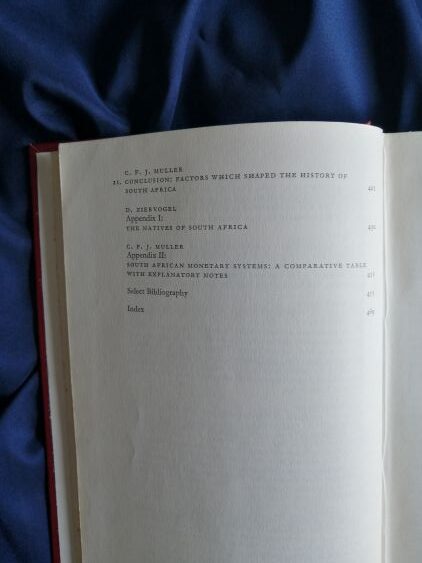 C. F. J. MULLER
21. CONCLUSION: FACTORS WHICH SHAPED THE HISTORY OF
SOUTH AFRICA
D. ZIERVOGEL
Appendix I:
THE NATIVES OF SOUTH AFRICA
C. F. J. MULLER
Appendix II:
SOUTH AFRICAN MONETARY SYSTEMS: A COMPARATIVE TABLE
WITH EXPLANATORY NOTES
Select Bibliography
Index